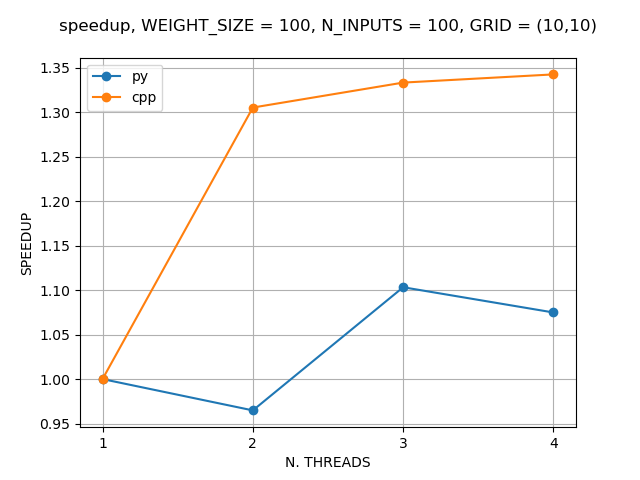 speedup, WEIGHT_SIZE = 100, N_INPUTS = 100, GRID = (10,10)
py
cpp
1.35
1.30
1.25
1.20
1.15
1.10
1.05
1.00
0.95
SPEEDUP
1 2 3 4
N. THREADS